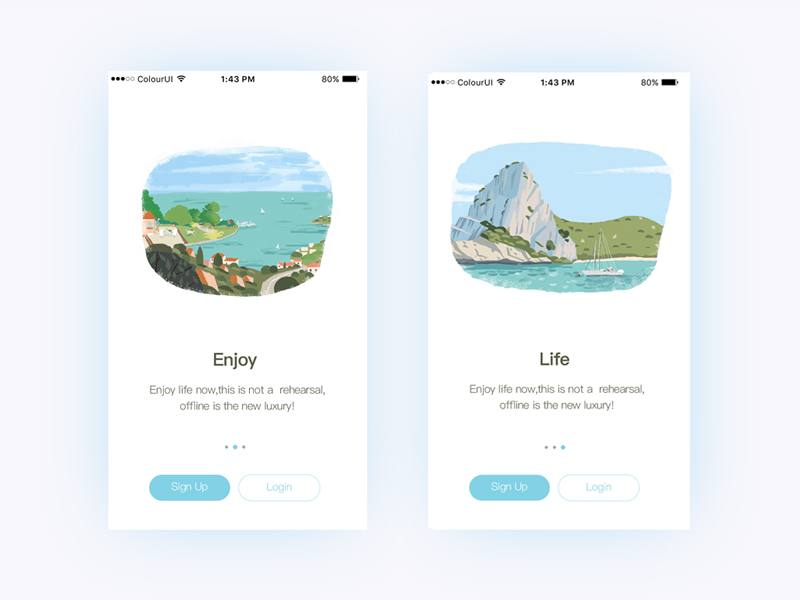 ColourUI 1:43 PM 80%
Enjoy
Enjoy life now,this is not a rehearsal,
offline is the new luxury!
Sign Up Login
ColourUI 1:43 PM 80%
Life
Enjoy life now,this is not a rehearsal,
offline is the new luxury!
Sign Up Login